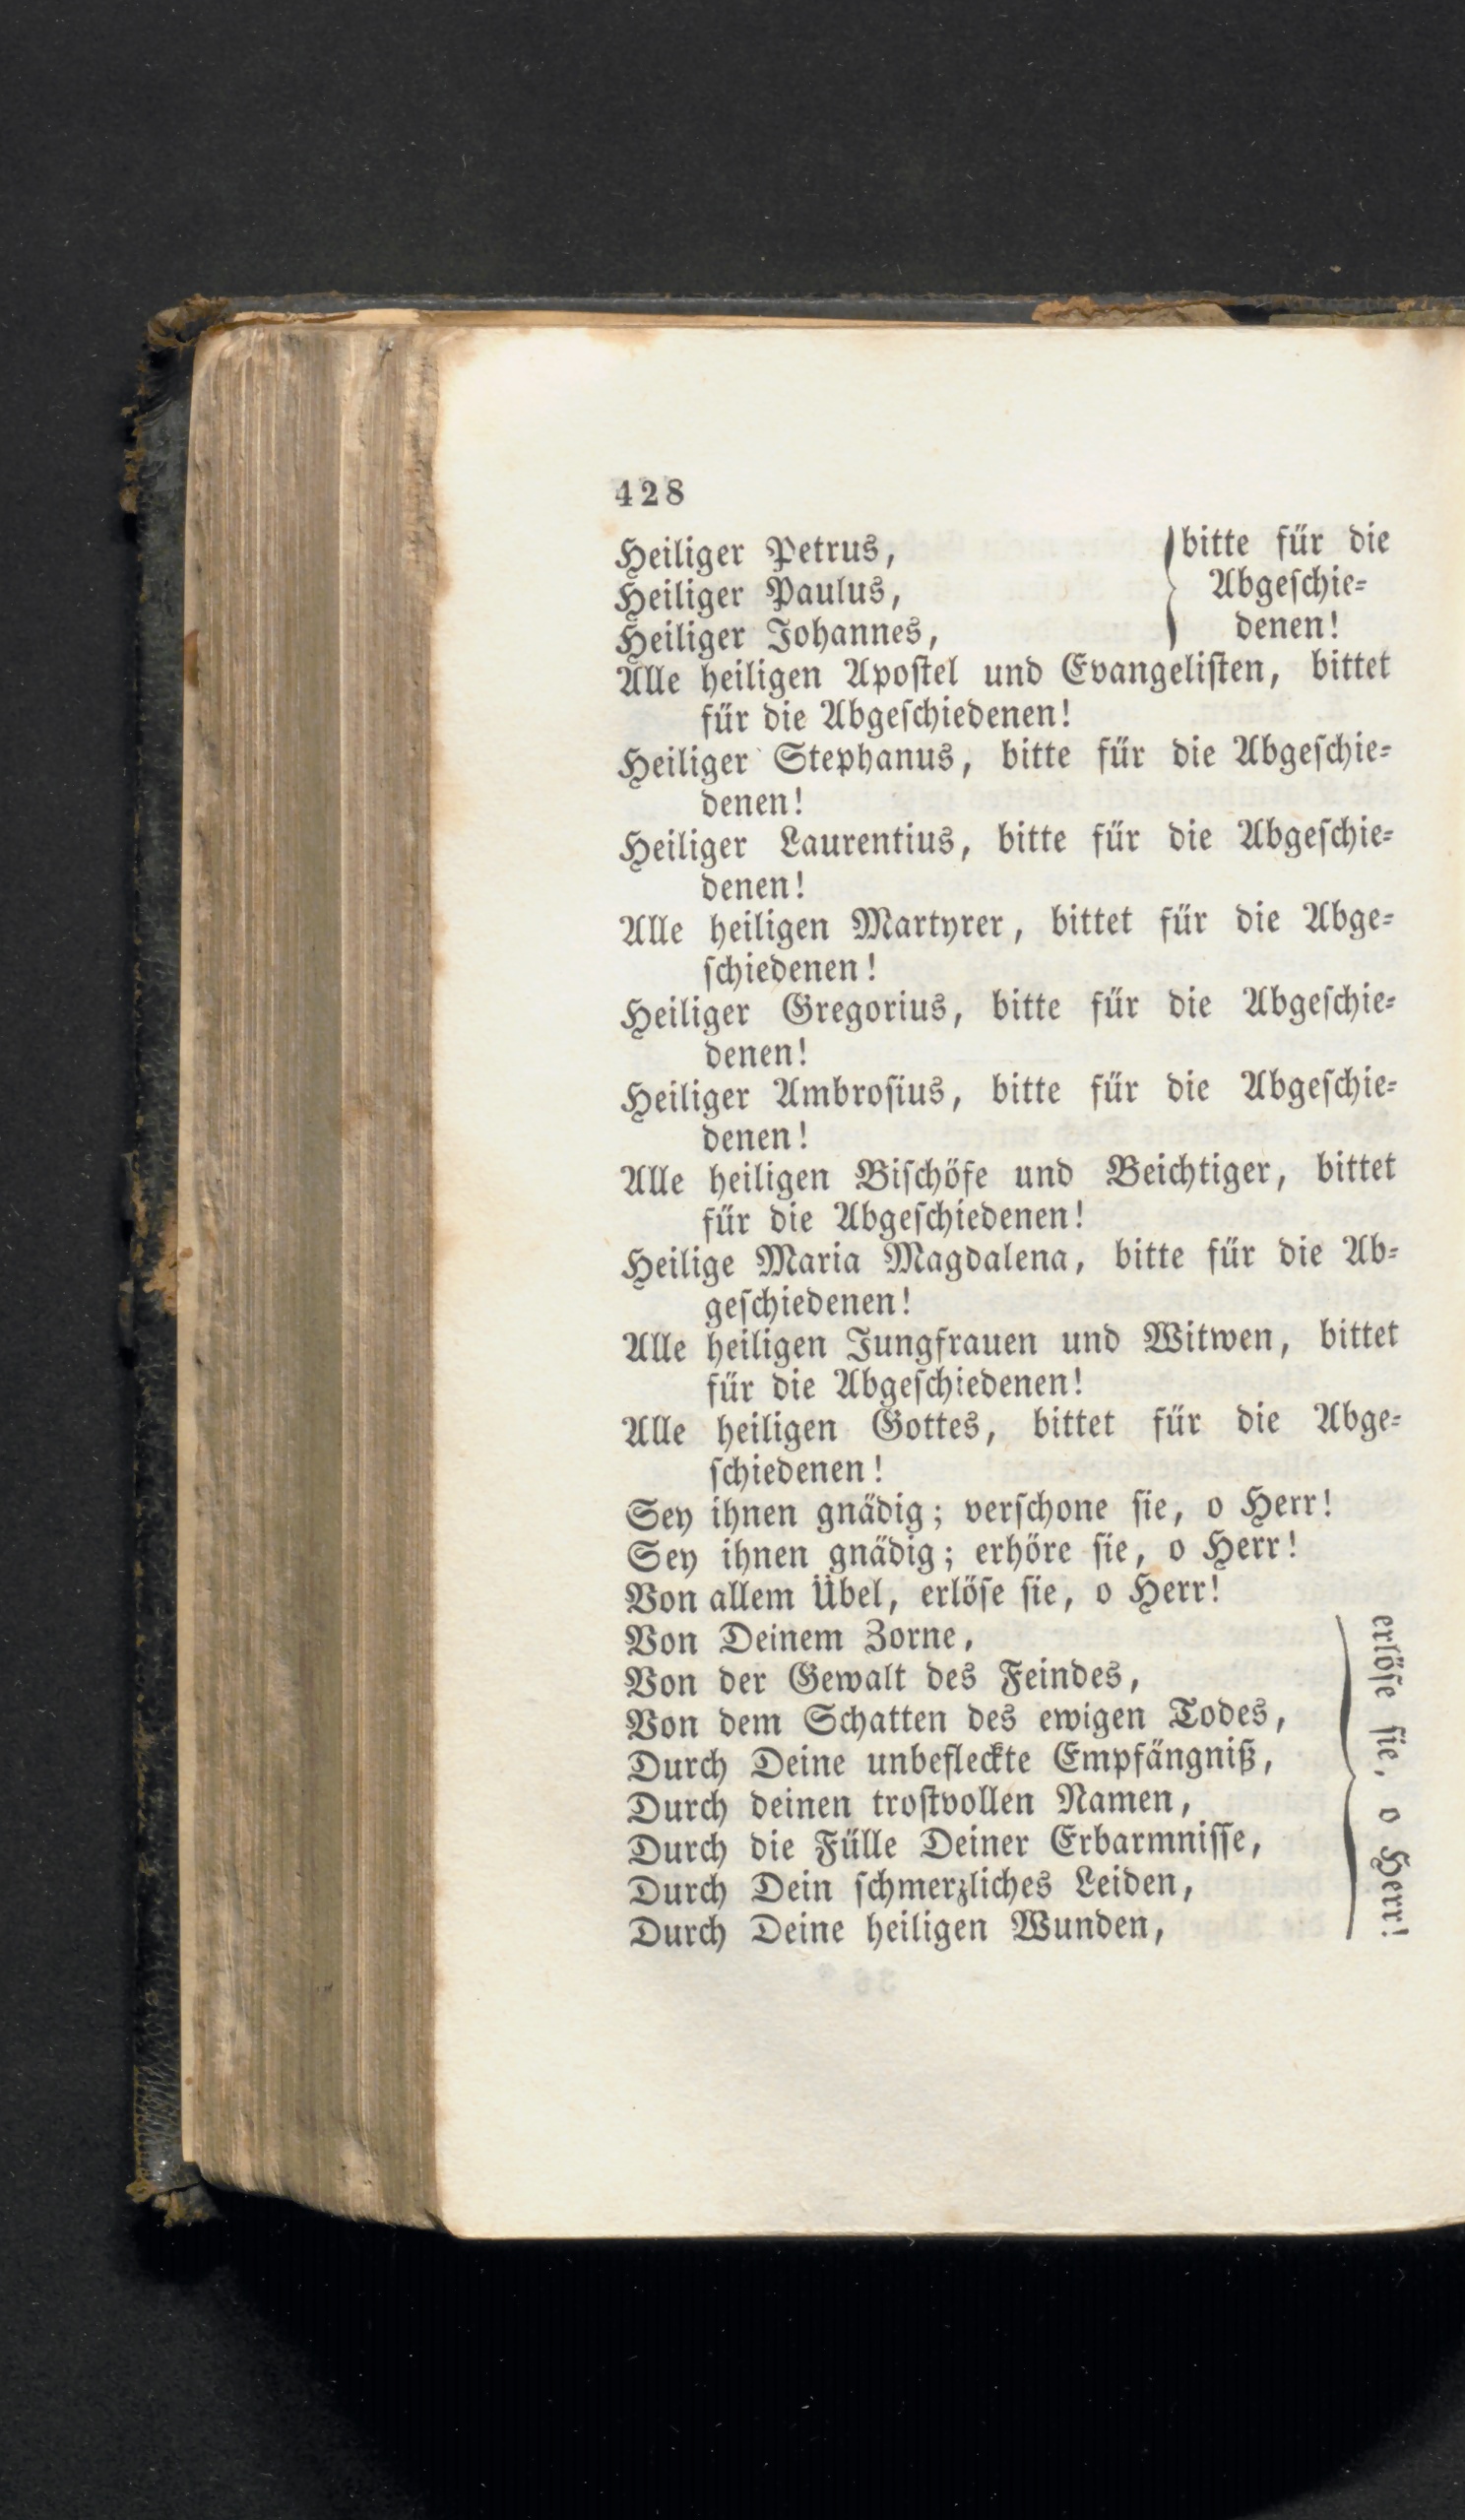 428
Heiliger Petrus,
Heiliger Paulus,
Heiliger Johannes,
bitte für die
Abgeſchie-
denen!
Alle heiligen Apoſtel und Evangeliſten, bittet
für die Abgeſchiedenen!
Heiliger Stephanus, bitte für die Abgeſchie-
denen!
Heiliger Laurentius, bitte für die Abgeſchie-
denen!
Alle heiligen Martyrer, bittet für die Abge-
ſchiedenen!
Heiliger Gregorius, bitte für die Abgeſchie-
denen!
Heiliger Ambroſius, bitte für die Abgeſchie-
denen!
Alle heiligen Biſchöfe und Beichtiger, bittet
für die Abgeſchiedenen!
Heilige Maria Magdalena, bitte für die Ab-
geſchiedenen!
Alle heiligen Jungfrauen und Witwen, bittet
für die Abgeſchiedenen!
Alle heiligen Gottes, bittet für die Abge-
ſchiedenen!
Sey ihnen gnädig; verſchone ſie, o Herr!
Sey ihnen gnädig; erhöre ſie, o Herr!
Von allem Übel, erlöſe ſie, o Herr!
Von Deinem Zorne,
Von der Gewalt des Feindes,
Von dem Schatten des ewigen Todes,
Durch Deine unbefleckte Empfängniß,
Durch deinen troſtvollen Namen,
Durch die Fülle Deiner Erbarmniſſe,
Durch Dein ſchmerzliches Leiden,
Durch Deine heiligen Wunden,
erlöſe ſie, o Herr!